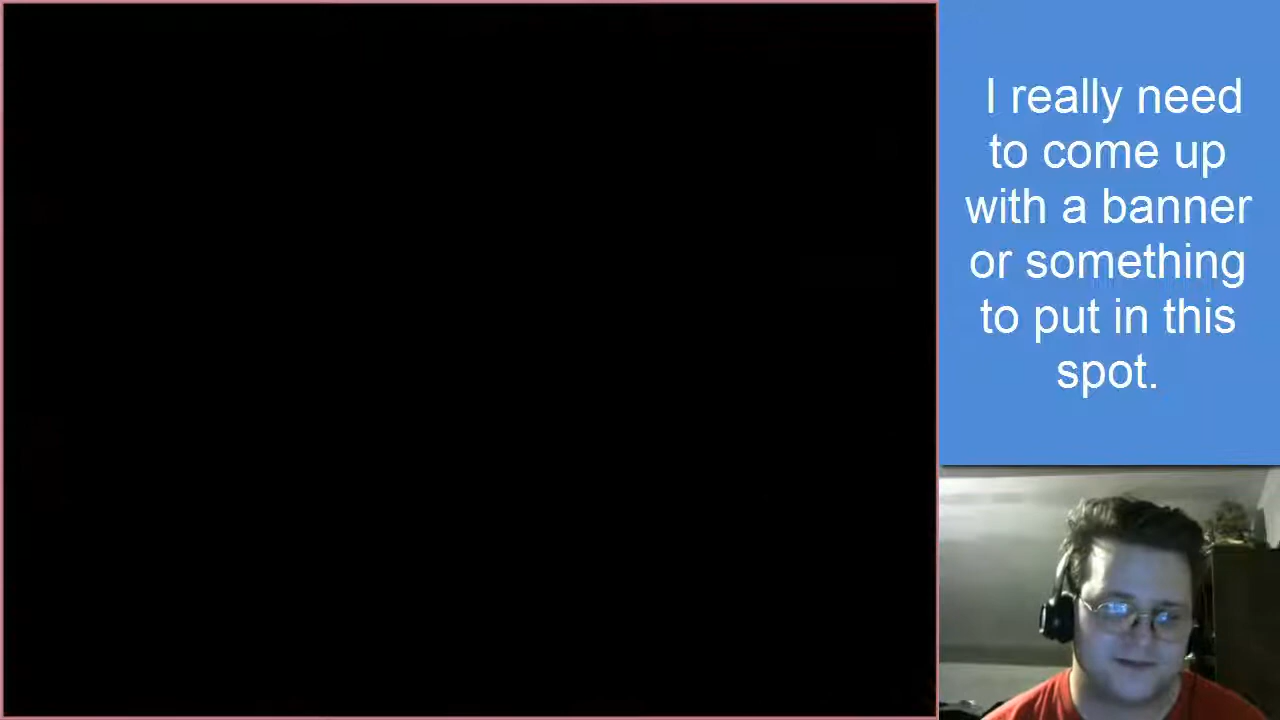 I really need
to come up
with a banner
or something
to put in this
spot.